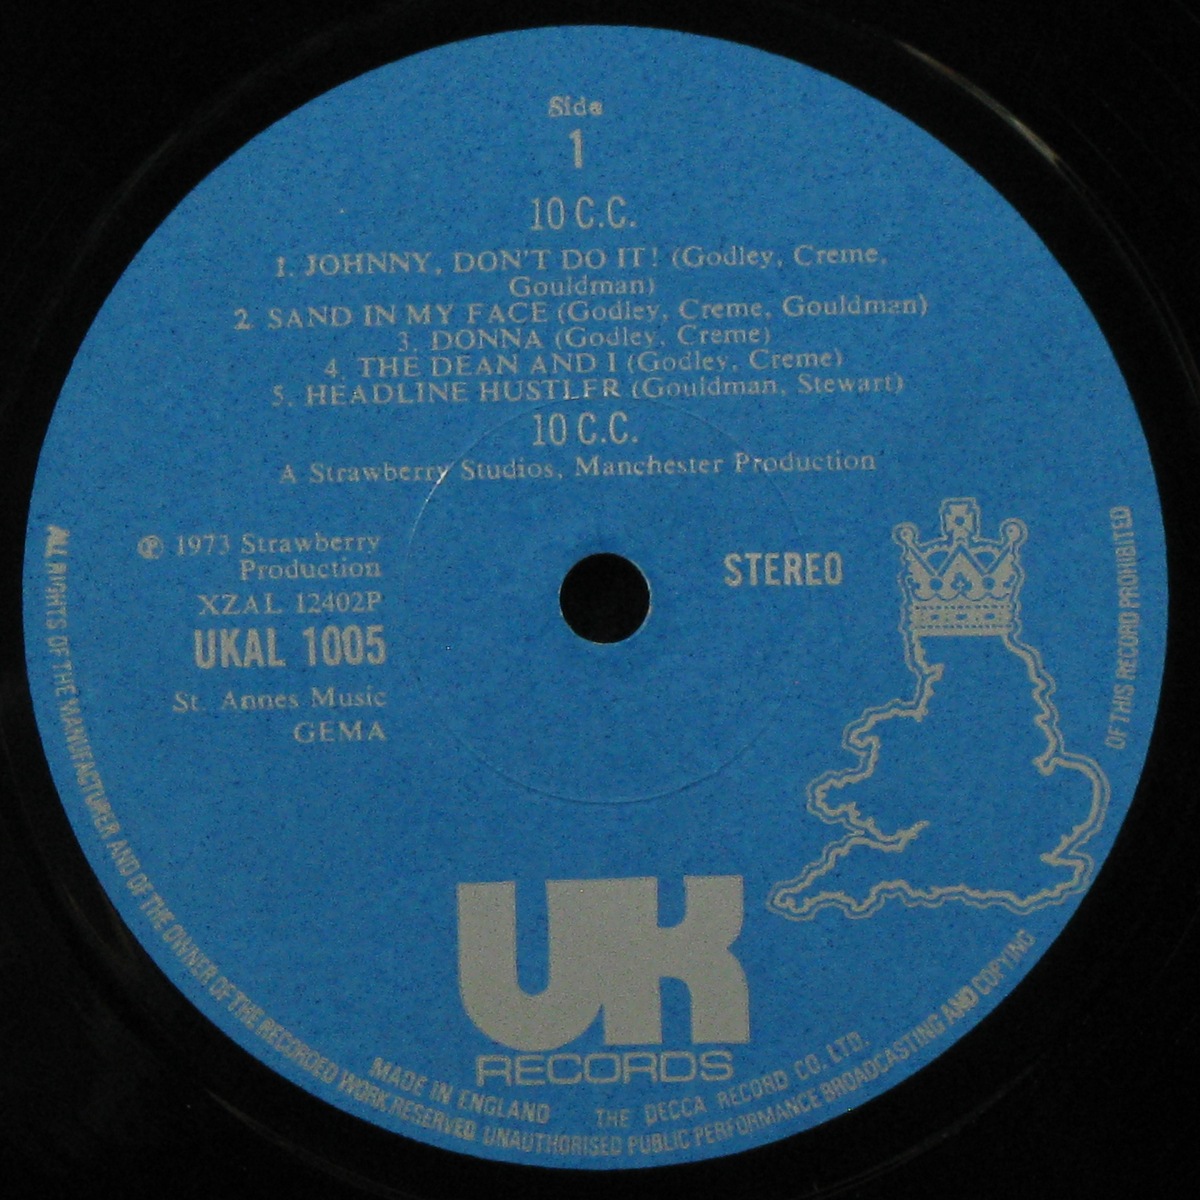 Side
1
10 C.C.
1. JOHNNY, DON'T DO IT! (Godley, Creme,
Gouldman)
2. SAND IN MY FACE (Godley, Creme, Gouldman)
3. DONNA (Godley, Creme)
4. THE DEAN AND I (Godley, Creme)
5. HEADLINE HUSTLER (Gouldman, Stewart)
10 C.C.
A Strawberry Studios, Manchester Production
℗ 1973 Strawberry
Production
XZAL 12402P
UKAL 1005
St. Annes Music
GEMA
STEREO
UK
RECORDS
MADE IN ENGLAND THE DECCA RECORD CO. LTD.
ALL RIGHTS OF THE MANUFACTURER AND OF THE OWNER OF THE RECORDED WORK RESERVED. UNAUTHORISED PUBLIC PERFORMANCE BROADCASTING AND COPYING OF THIS RECORD PROHIBITED